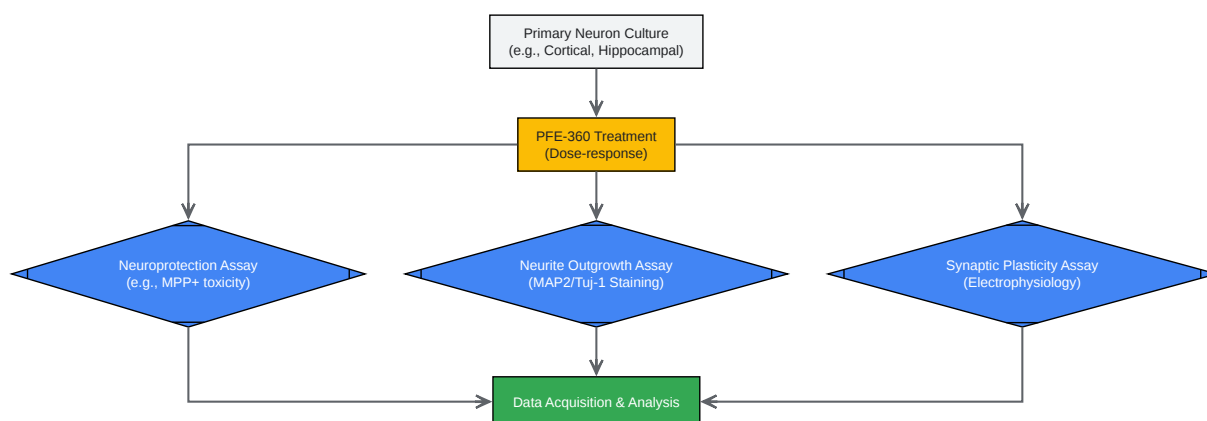 Primary Neuron Culture
(e.g., Cortical, Hippocampal)
PFE-360 Treatment
(Dose-response)
Neuroprotection Assay
(e.g., MPP+ toxicity)
Neurite Outgrowth Assay
(MAP2/Tuj-1 Staining)
Synaptic Plasticity Assay
(Electrophysiology)
Data Acquisition & Analysis